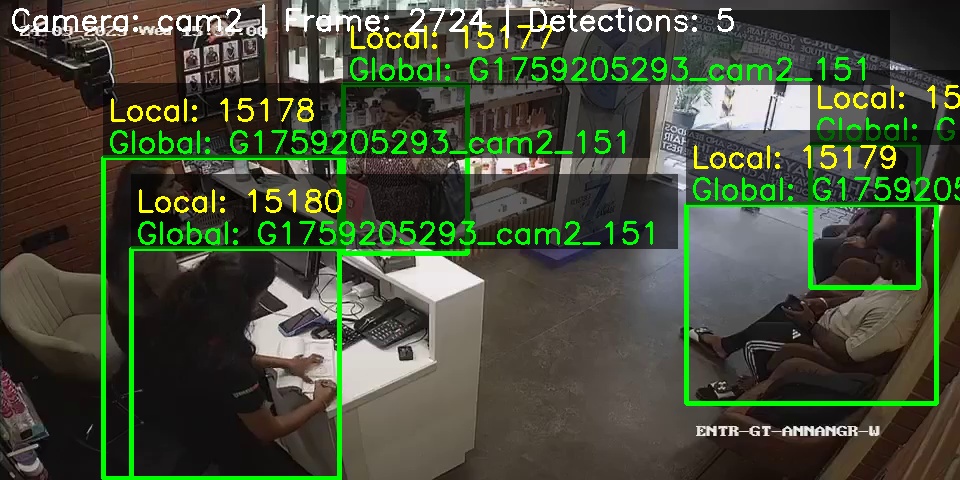 Camera: cam2 | Frame: 2724 | Detections: 5
Local: 15177
Global: G1759205293_cam2_151
Local: 15178
Global: G1759205293_cam2_151
Local: 15
Global: G
Local: 15179
Global: G1759205
Local: 15180
Global: G1759205293_cam2_151
ENTR-GT-ANNANGR-W